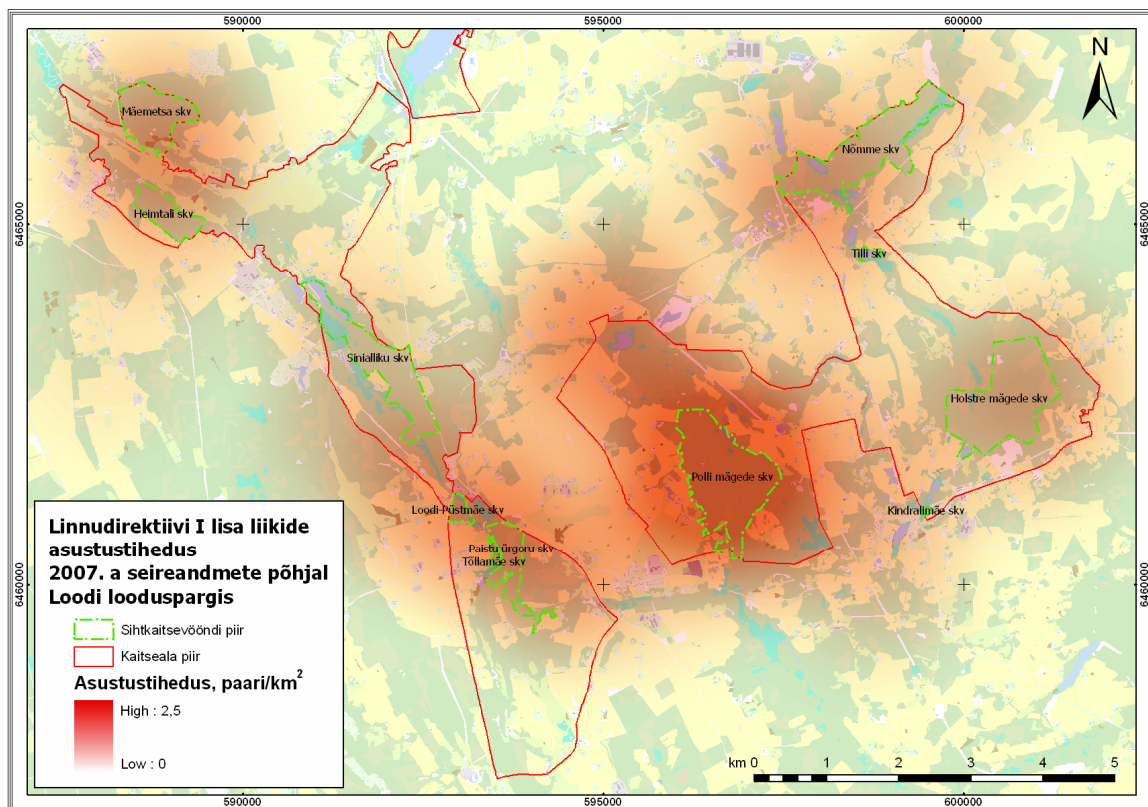 590000 595000 600000
N
Mäemetsa skv
Nõmme skv
Heimtali skv
6465000 6465000
Tilli skv
Sinialliku skv
Holstre mägede skv
Polli mägede skv
Loodi-Püstmäe skv
Kindralimäe skv
Paistu ürgoru skv
Tõllamäe skv
6460000 6460000
Linnudirektiivi I lisa liikide
asustustihedus
2007. a seireandmete põhjal
Loodi looduspargis
Sihtkaitsevööndi piir
Kaitseala piir
Asustustihedus, paari/km²
High : 2,5
Low : 0
km 0 1 2 3 4 5
590000 595000 600000